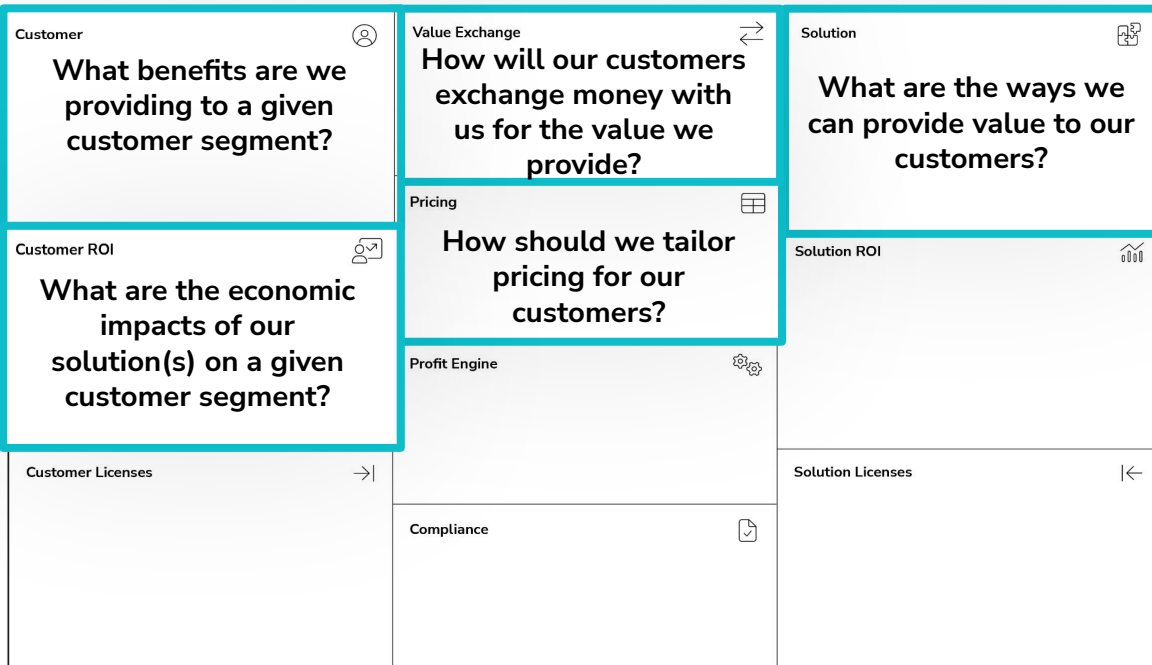 Customer
What benefits are we
providing to a given
customer segment?
Customer ROI
What are the economic
impacts of our
solution(s) on a given
customer segment?
Customer Licenses
Value Exchange
How will our customers
exchange money with
us for the value we
provide?
Pricing
How should we tailor
pricing for our
customers?
Profit Engine
Compliance
Solution
What are the ways we
can provide value to our
customers?
Solution ROI
Solution Licenses